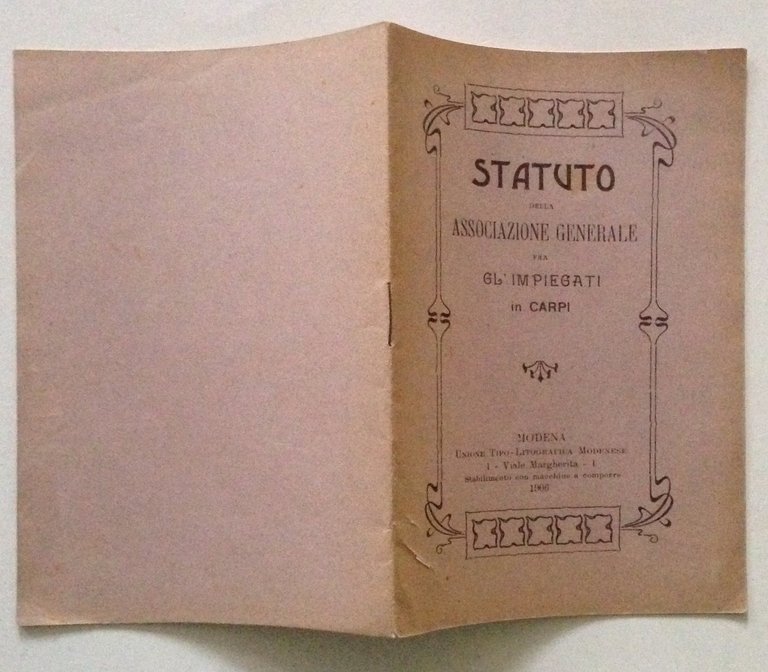 STATUTO
DELLA
ASSOCIAZIONE GENERALE
FRA
GL' IMPIEGATI
in CARPI
MODENA
UNIONE TIPO-LITOGRAFICA MODENESE
1 - Viale Margherita - 1
Stabilimento con macchine a comporre
1906